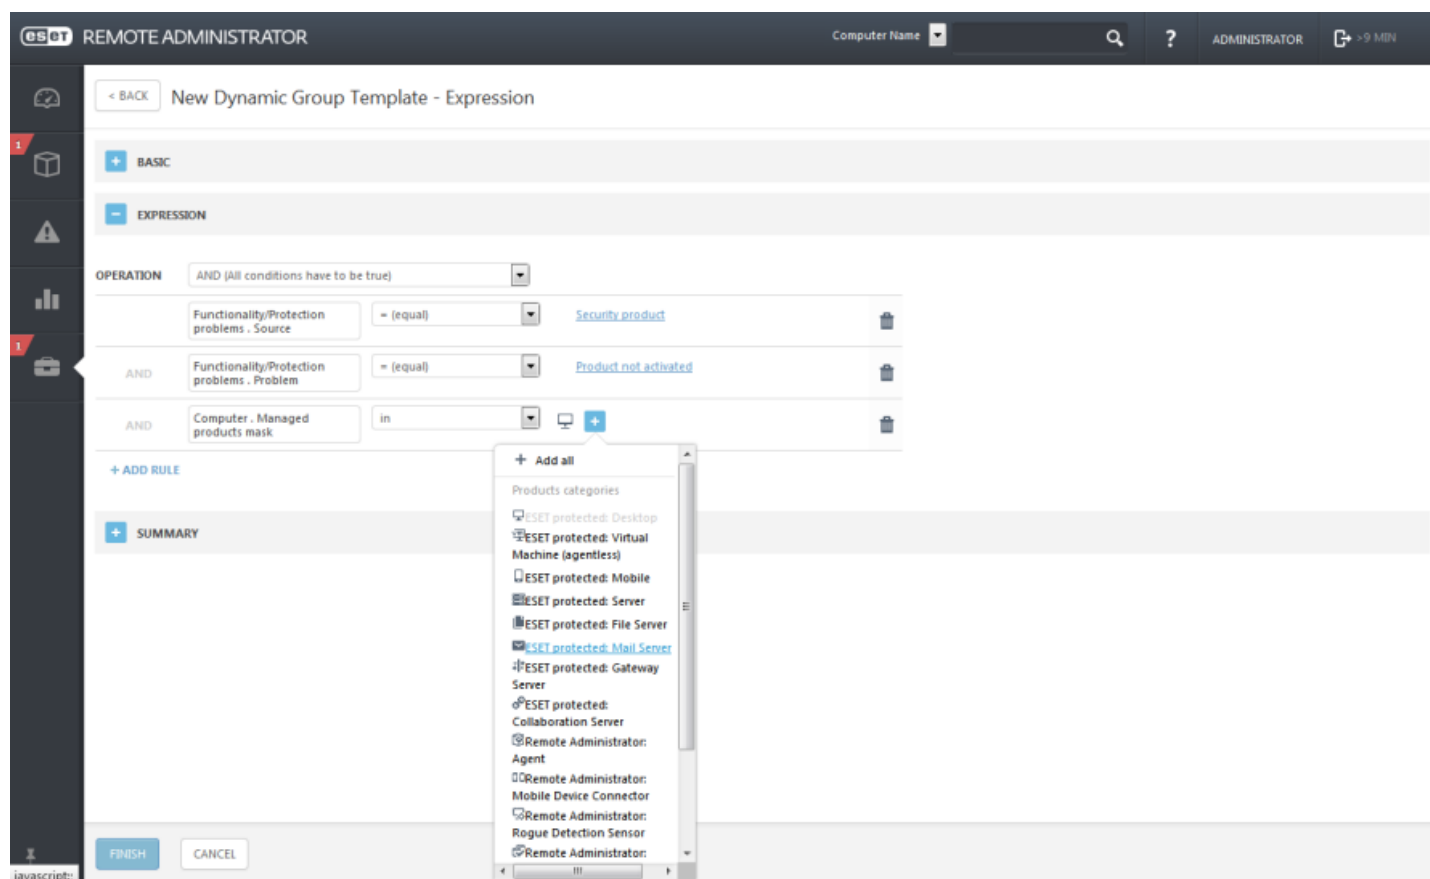 eset REMOTE ADMINISTRATOR
Computer Name
?
ADMINISTRATOR
>9 MIN
< BACK
New Dynamic Group Template - Expression
1
+ BASIC
− EXPRESSION
OPERATION
AND (All conditions have to be true)
Functionality/Protection
problems . Source
= (equal)
Security product
1
AND
Functionality/Protection
problems . Problem
= (equal)
Product not activated
AND
Computer . Managed
products mask
in
+
+ ADD RULE
+ Add all
Products categories
ESET protected: Desktop
ESET protected: Virtual
Machine (agentless)
ESET protected: Mobile
ESET protected: Server
ESET protected: File Server
ESET protected: Mail Server
ESET protected: Gateway
Server
ESET protected:
Collaboration Server
Remote Administrator:
Agent
Remote Administrator:
Mobile Device Connector
Remote Administrator:
Rogue Detection Sensor
Remote Administrator:
+ SUMMARY
FINISH
CANCEL
javascript:;